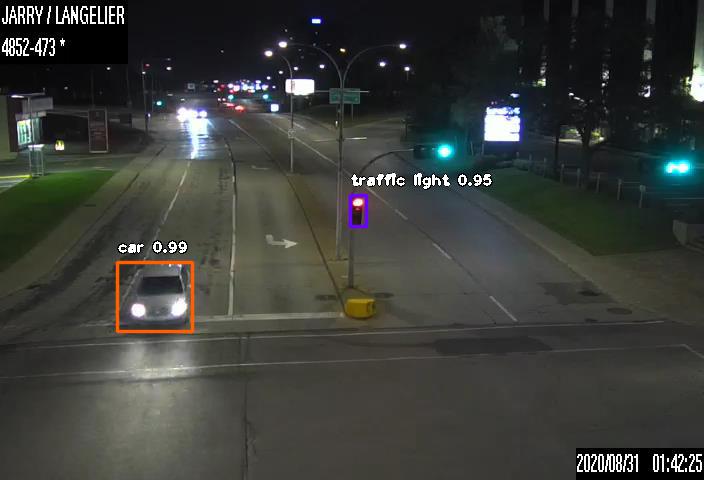 JARRY / LANGELIER
4852-473 *
traffic light 0.95
car 0.99
2020/08/31 01:42:25